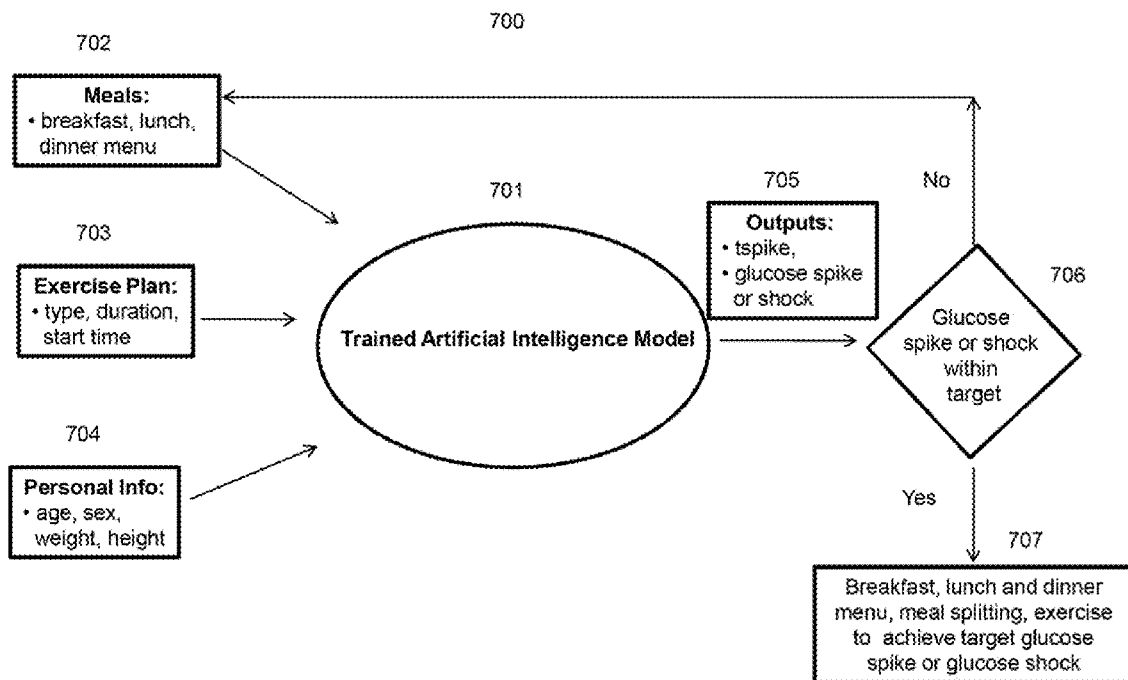 700
702
Meals:
• breakfast, lunch,
dinner menu
703
Exercise Plan:
• type, duration,
start time
704
Personal Info:
• age, sex,
weight, height
701
Trained Artificial Intelligence Model
705
Outputs:
• tspike,
• glucose spike
or shock
No
706
Glucose
spike or shock
within
target
Yes
707
Breakfast, lunch and dinner
menu, meal splitting, exercise
to achieve target glucose
spike or glucose shock